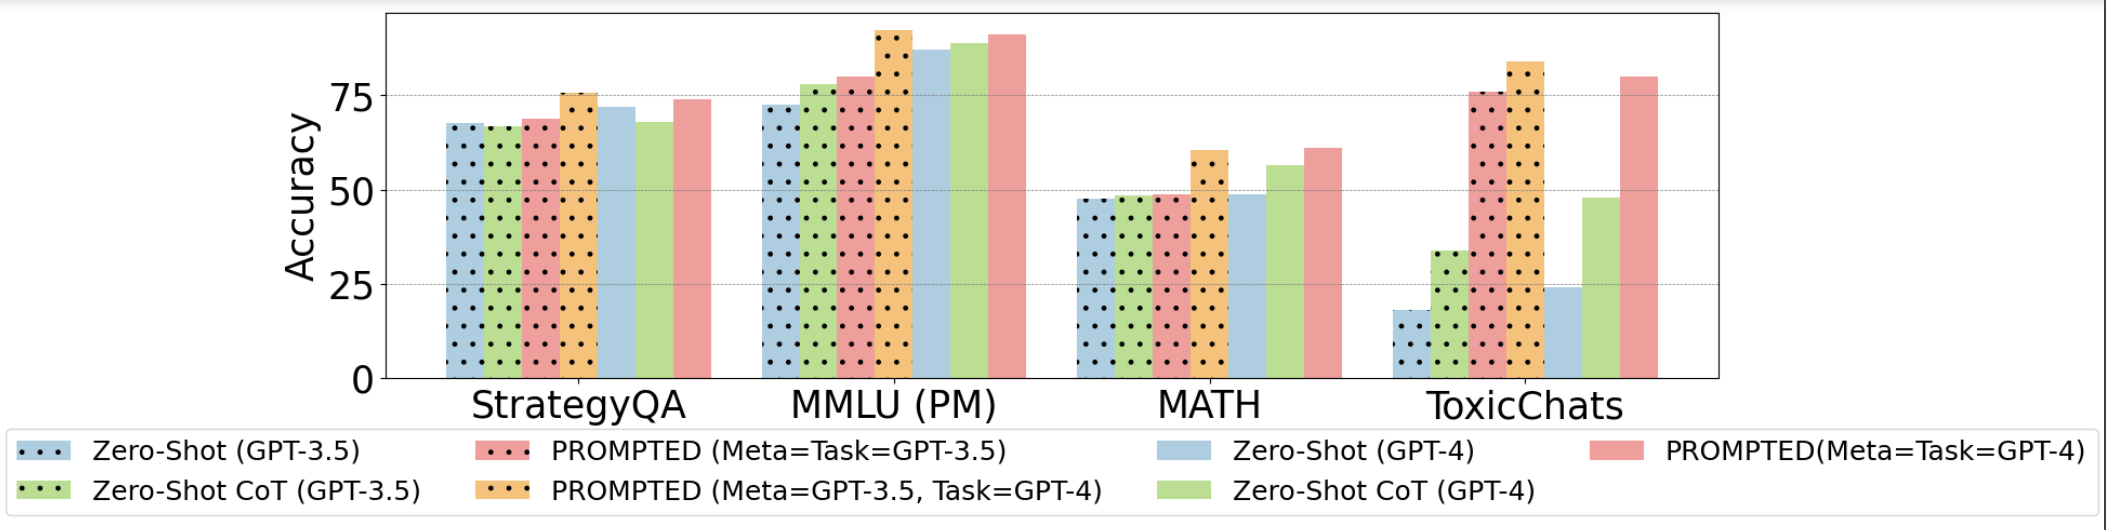 Accuracy
75
50
25
0
StrategyQA
MMLU (PM)
MATH
ToxicChats
Zero-Shot (GPT-3.5)
PROMPTED (Meta=Task=GPT-3.5)
Zero-Shot (GPT-4)
PROMPTED(Meta=Task=GPT-4)
Zero-Shot CoT (GPT-3.5)
PROMPTED (Meta=GPT-3.5, Task=GPT-4)
Zero-Shot CoT (GPT-4)